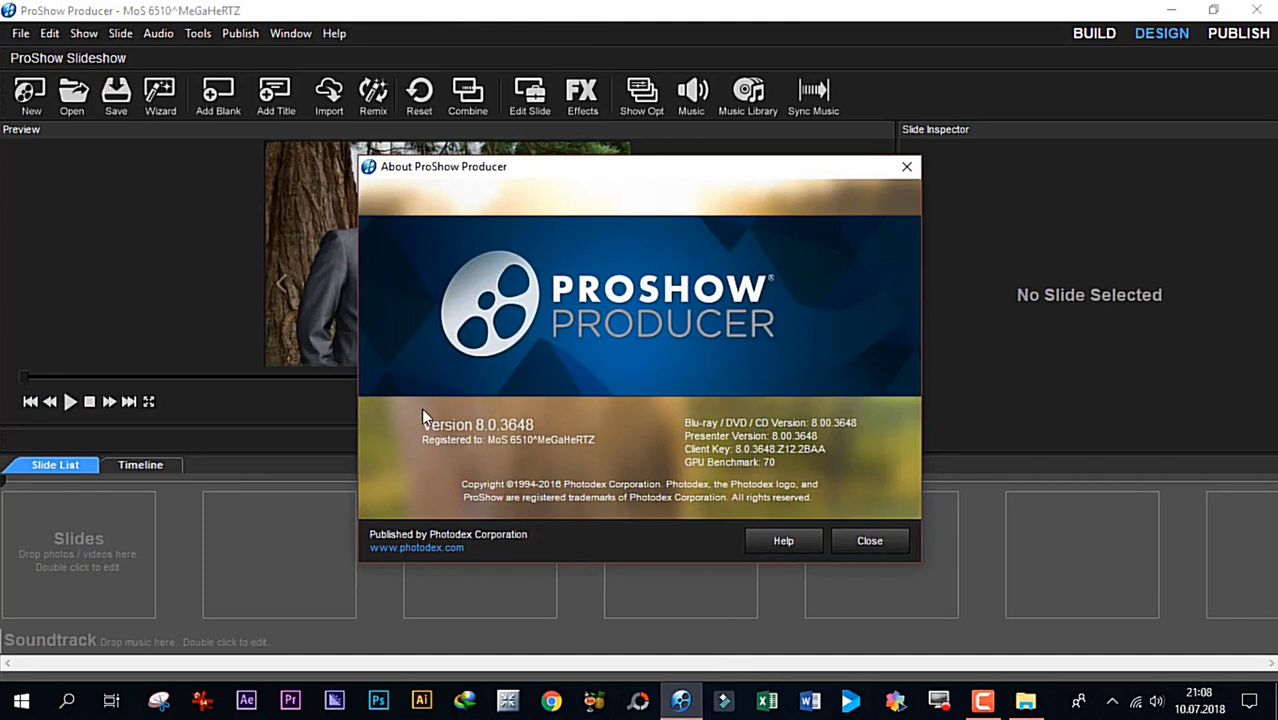 ProShow Producer - MoS 6510^MeGaHeRTZ
File Edit Show Slide Audio Tools Publish Window Help
BUILD DESIGN PUBLISH
ProShow Slideshow
New Open Save Wizard Add Blank Add Title Import Remix Reset Combine Edit Slide FX Effects Show Opt Music Music Library Sync Music
Preview
Slide Inspector
About ProShow Producer
PROSHOW®
PRODUCER
No Slide Selected
Version 8.0.3648
Registered to: MoS 6510^MeGaHeRTZ
Blu-ray / DVD / CD Version: 8.00.3648
Presenter Version: 8.00.3648
Client Key: 8.0.3648.Z12.2BAA
GPU Benchmark: 70
Copyright ©1994-2016 Photodex Corporation. Photodex, the Photodex logo, and
ProShow are registered trademarks of Photodex Corporation. All rights reserved.
Published by Photodex Corporation
www.photodex.com
Help Close
Slide List Timeline
Slides
Drop photos / videos here.
Double click to edit.
Soundtrack Drop music here. Double click to edit.
Ae Pr Ps Ai
21:08
10.07.2018